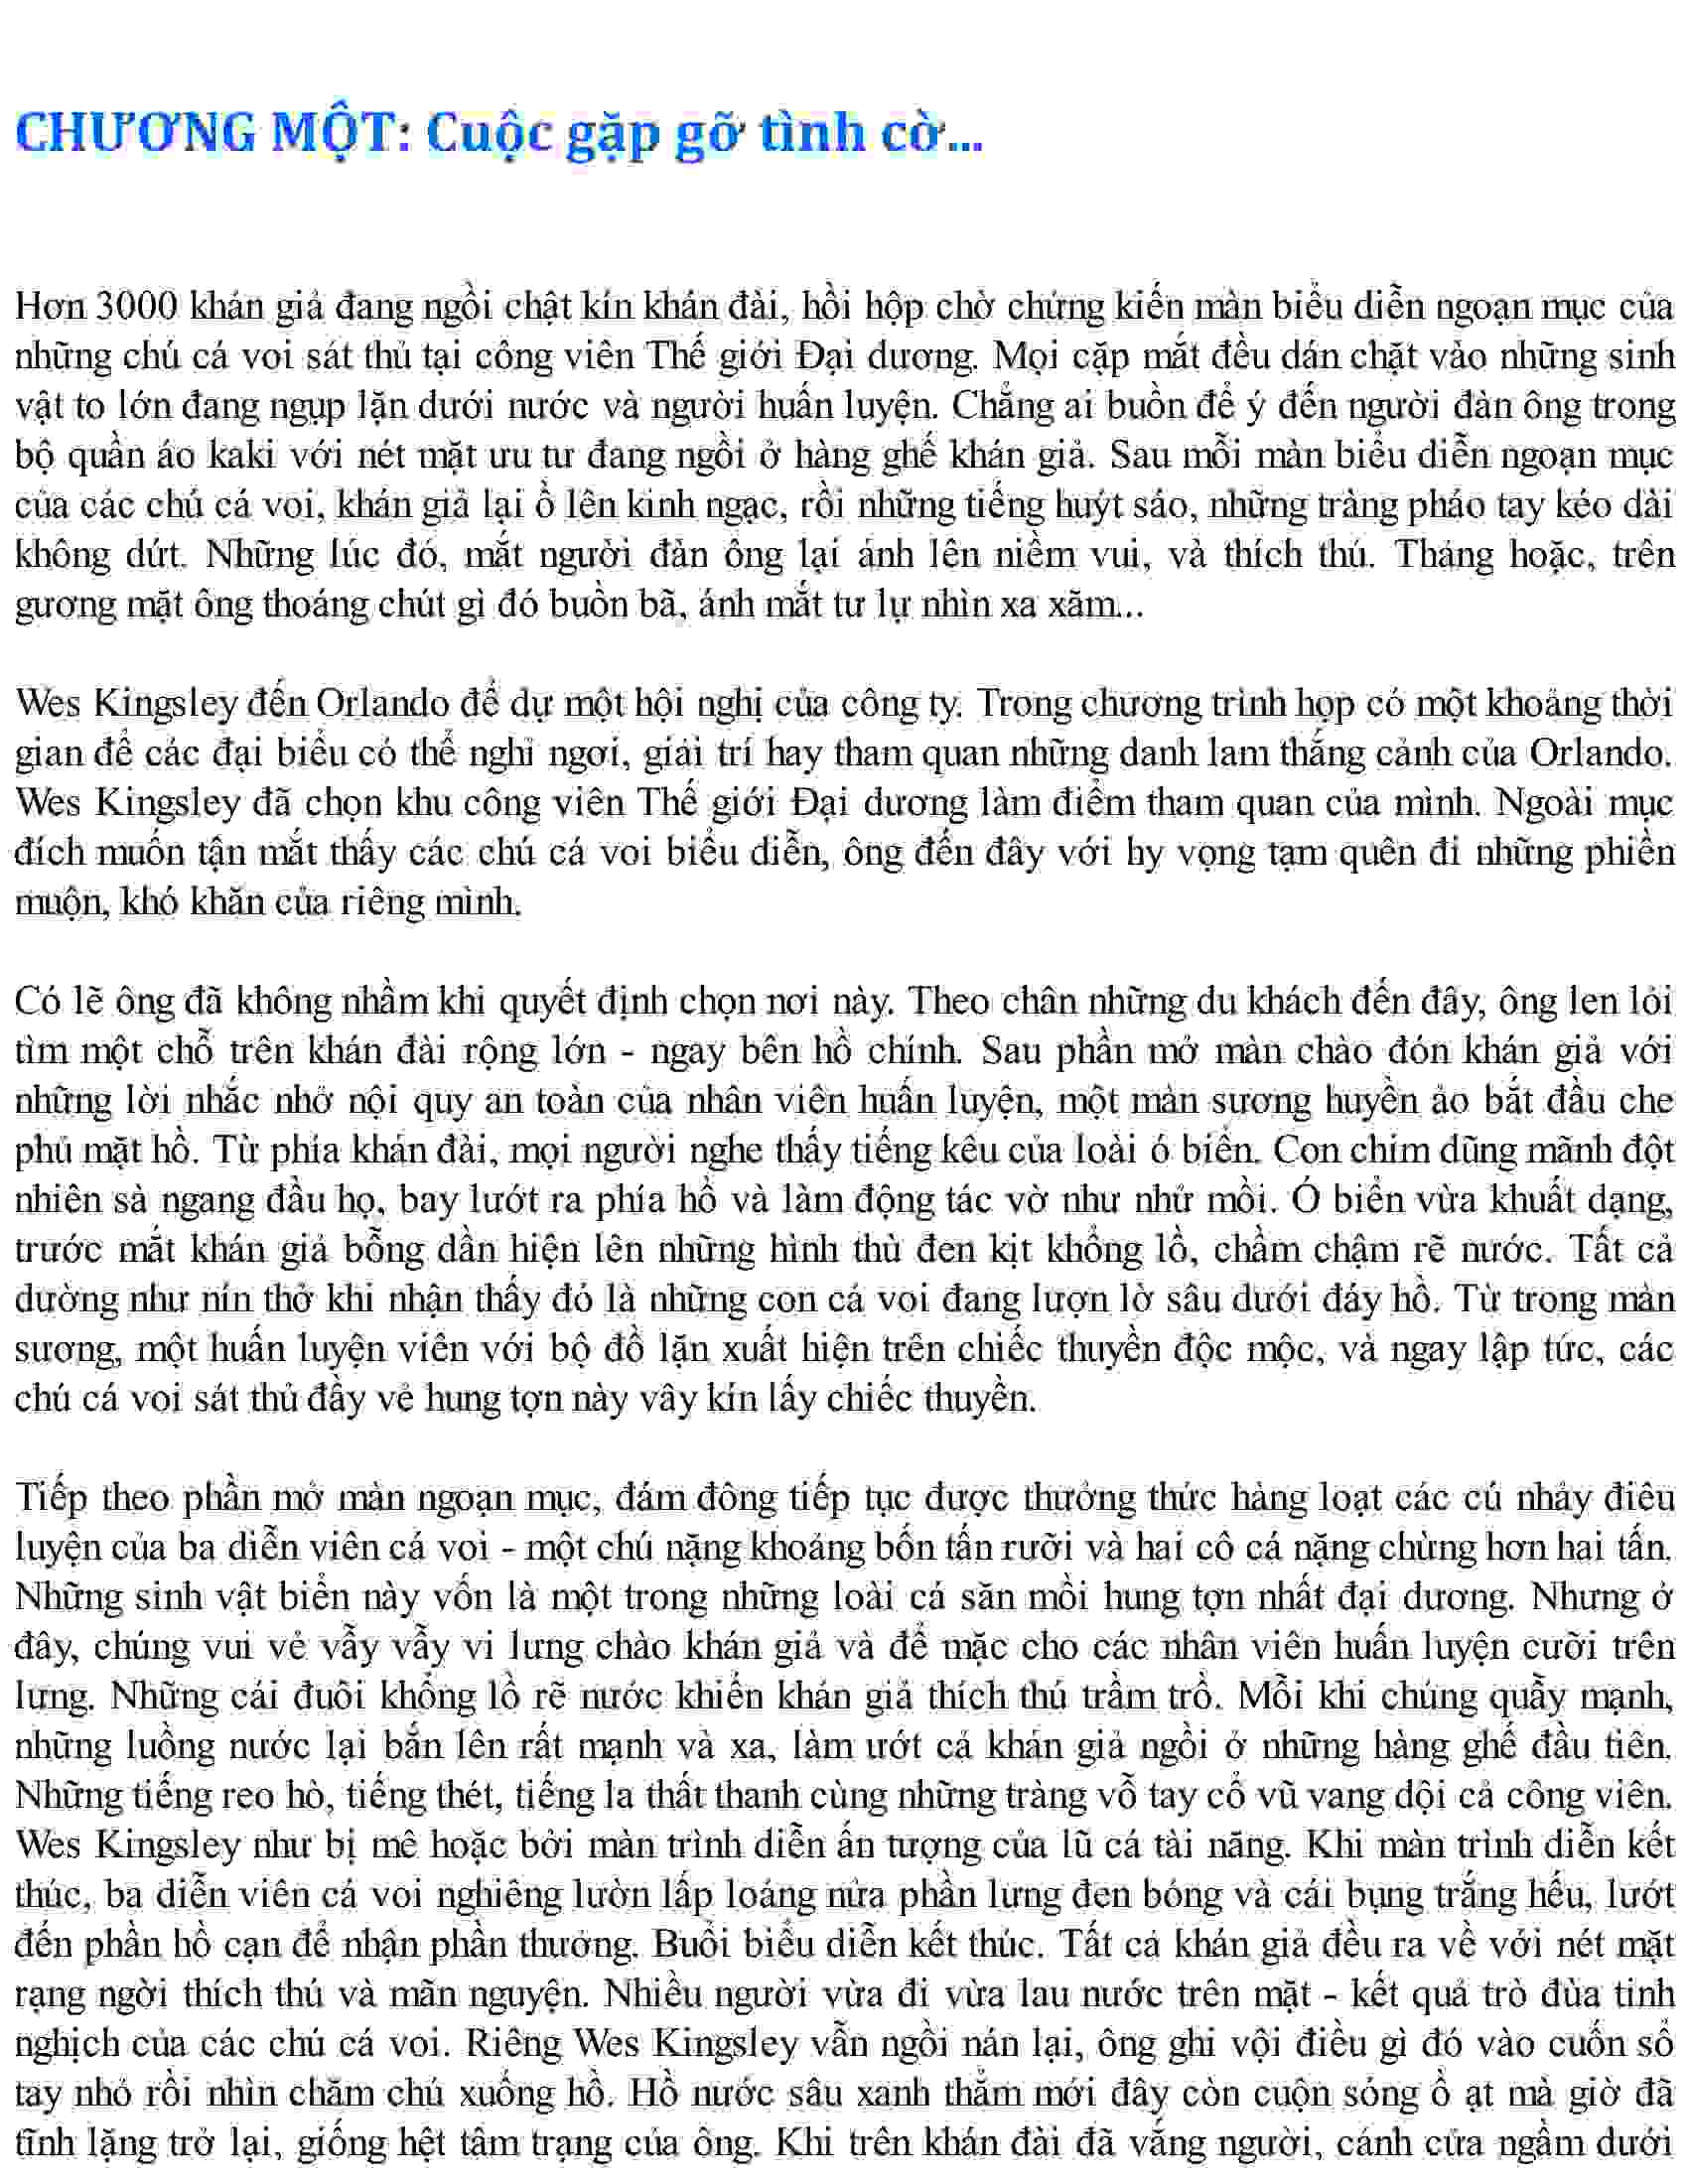 CHƯƠNG MỘT: Cuộc gặp gỡ tình cờ...
Hơn 3000 khán giả đang ngồi chật kín khán đài, hồi hộp chờ chứng kiến màn biểu diễn ngoạn mục của
những chú cá voi sát thủ tại công viên Thế giới Đại dương. Mọi cặp mắt đều dán chặt vào những sinh
vật to lớn đang ngụp lặn dưới nước và người huấn luyện. Chẳng ai buồn để ý đến người đàn ông trong
bộ quần áo kaki với nét mặt ưu tư đang ngồi ở hàng ghế khán giả. Sau mỗi màn biểu diễn ngoạn mục
của các chú cá voi, khán giả lại ồ lên kinh ngạc, rồi những tiếng huýt sáo, những tràng pháo tay kéo dài
không dứt. Những lúc đó, mắt người đàn ông lại ánh lên niềm vui, và thích thú. Thảng hoặc, trên
gương mặt ông thoáng chút gì đó buồn bã, ánh mắt tư lự nhìn xa xăm...
Wes Kingsley đến Orlando để dự một hội nghị của công ty. Trong chương trình họp có một khoảng thời
gian để các đại biểu có thể nghỉ ngơi, giải trí hay tham quan những danh lam thắng cảnh của Orlando.
Wes Kingsley đã chọn khu công viên Thế giới Đại dương làm điểm tham quan của mình. Ngoài mục
đích muốn tận mắt thấy các chú cá voi biểu diễn, ông đến đây với hy vọng tạm quên đi những phiền
muộn, khó khăn của riêng mình.
Có lẽ ông đã không nhầm khi quyết định chọn nơi này. Theo chân những du khách đến đây, ông len lỏi
tìm một chỗ trên khán đài rộng lớn - ngay bên hồ chính. Sau phần mở màn chào đón khán giả với
những lời nhắc nhở nội quy an toàn của nhân viên huấn luyện, một màn sương huyền ảo bắt đầu che
phủ mặt hồ. Từ phía khán đài, mọi người nghe thấy tiếng kêu của loài ó biển. Con chim dũng mãnh đột
nhiên sà ngang đầu họ, bay lướt ra phía hồ và làm động tác vờ như nhử mồi. Ó biển vừa khuất dạng,
trước mắt khán giả bỗng dần hiện lên những hình thù đen kịt khổng lồ, chầm chậm rẽ nước. Tất cả
dường như nín thở khi nhận thấy đó là những con cá voi đang lượn lờ sâu dưới đáy hồ. Từ trong màn
sương, một huấn luyện viên với bộ đồ lặn xuất hiện trên chiếc thuyền độc mộc, và ngay lập tức, các
chú cá voi sát thủ đầy vẻ hung tợn này vây kín lấy chiếc thuyền.
Tiếp theo phần mở màn ngoạn mục, đám đông tiếp tục được thưởng thức hàng loạt các cú nhảy điêu
luyện của ba diễn viên cá voi - một chú nặng khoảng bốn tấn rưỡi và hai cô cá nặng chừng hơn hai tấn.
Những sinh vật biển này vốn là một trong những loài cá săn mồi hung tợn nhất đại dương. Nhưng ở
đây, chúng vui vẻ vẫy vẫy vi lưng chào khán giả và để mặc cho các nhân viên huấn luyện cưỡi trên
lưng. Những cái đuôi khổng lồ rẽ nước khiến khán giả thích thú trầm trồ. Mỗi khi chúng quẫy mạnh,
những luồng nước lại bắn lên rất mạnh và xa, làm ướt cả khán giả ngồi ở những hàng ghế đầu tiên.
Những tiếng reo hò, tiếng thét, tiếng la thất thanh cùng những tràng vỗ tay cổ vũ vang dội cả công viên.
Wes Kingsley như bị mê hoặc bởi màn trình diễn ấn tượng của lũ cá tài năng. Khi màn trình diễn kết
thúc, ba diễn viên cá voi nghiêng lườn lấp loáng nửa phần lưng đen bóng và cái bụng trắng hếu, lướt
đến phần hồ cạn để nhận phần thưởng. Buổi biểu diễn kết thúc. Tất cả khán giả đều ra về với nét mặt
rạng ngời thích thú và mãn nguyện. Nhiều người vừa đi vừa lau nước trên mặt - kết quả trò đùa tinh
nghịch của các chú cá voi. Riêng Wes Kingsley vẫn ngồi nán lại, ông ghi vội điều gì đó vào cuốn sổ
tay nhỏ rồi nhìn chăm chú xuống hồ. Hồ nước sâu xanh thẳm mới đây còn cuộn sóng ồ ạt mà giờ đã
tĩnh lặng trở lại, giống hệt tâm trạng của ông. Khi trên khán đài đã vắng người, cánh cửa ngầm dưới